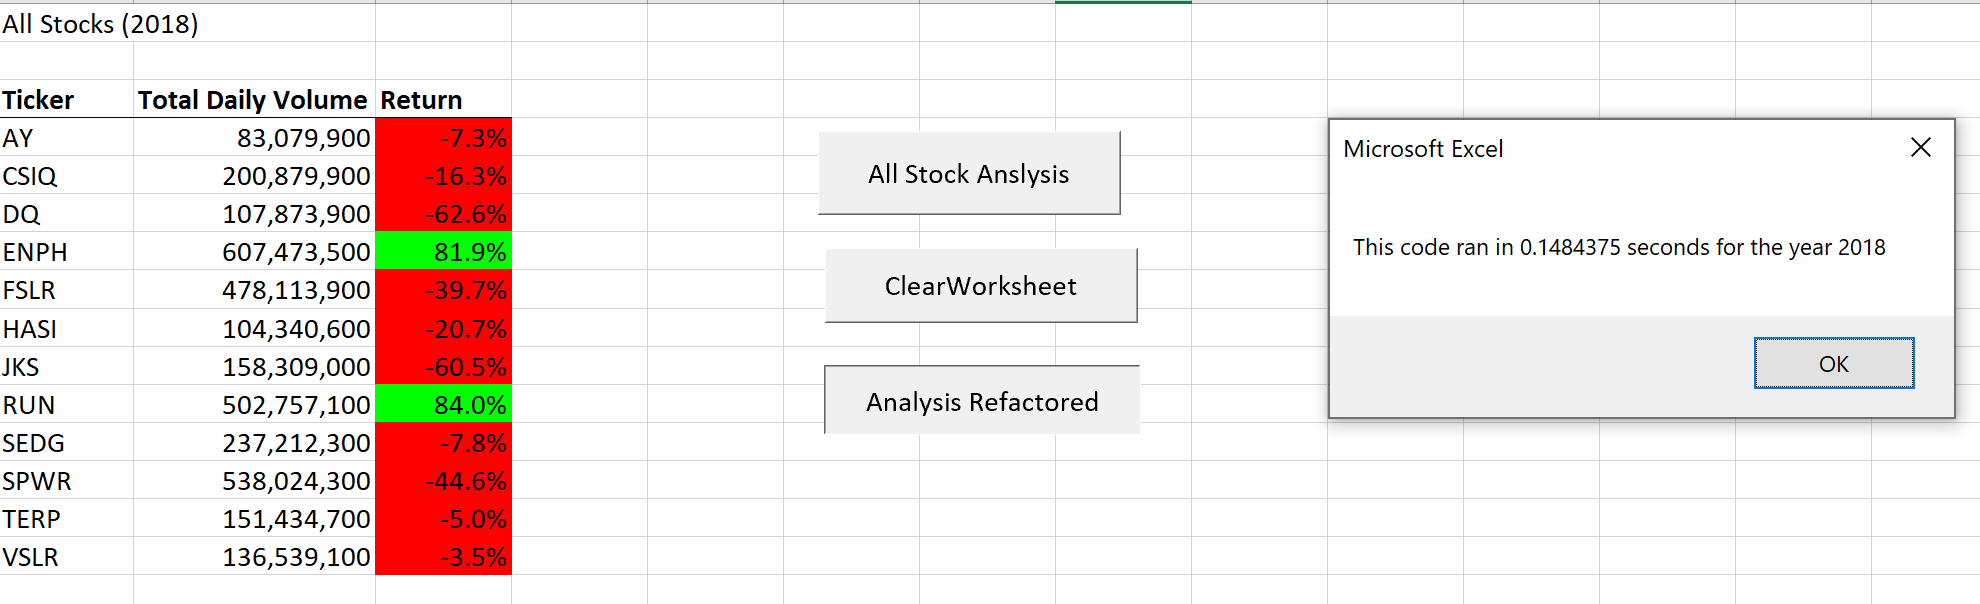 All Stocks (2018)
Ticker Total Daily Volume Return
AY 83,079,900 -7.3%
CSIQ 200,879,900 -16.3%
DQ 107,873,900 -62.6%
ENPH 607,473,500 81.9%
FSLR 478,113,900 -39.7%
HASI 104,340,600 -20.7%
JKS 158,309,000 -60.5%
RUN 502,757,100 84.0%
SEDG 237,212,300 -7.8%
SPWR 538,024,300 -44.6%
TERP 151,434,700 -5.0%
VSLR 136,539,100 -3.5%
All Stock Anslysis
ClearWorksheet
Analysis Refactored
Microsoft Excel
This code ran in 0.1484375 seconds for the year 2018
OK